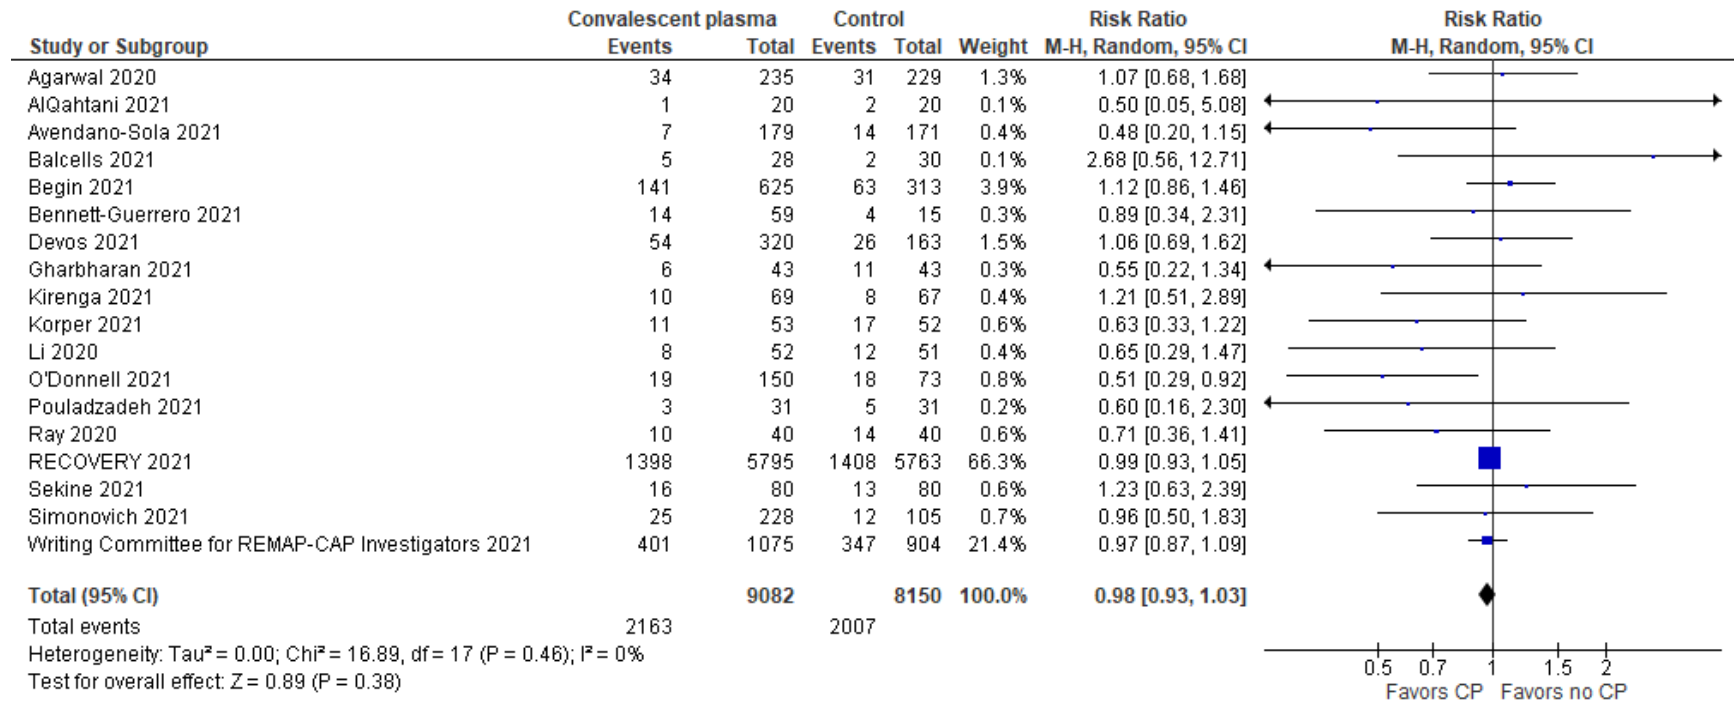 Convalescent plasma Control Risk Ratio Risk Ratio
Study or Subgroup Events Total Events Total Weight M-H, Random, 95% CI M-H, Random, 95% CI
Agarwal 2020 34 235 31 229 1.3% 1.07 [0.68, 1.68]
AlQahtani 2021 1 20 2 20 0.1% 0.50 [0.05, 5.08]
Avendano-Sola 2021 7 179 14 171 0.4% 0.48 [0.20, 1.15]
Balcells 2021 5 28 2 30 0.1% 2.68 [0.56, 12.71]
Begin 2021 141 625 63 313 3.9% 1.12 [0.86, 1.46]
Bennett-Guerrero 2021 14 59 4 15 0.3% 0.89 [0.34, 2.31]
Devos 2021 54 320 26 163 1.5% 1.06 [0.69, 1.62]
Gharbharan 2021 6 43 11 43 0.3% 0.55 [0.22, 1.34]
Kirenga 2021 10 69 8 67 0.4% 1.21 [0.51, 2.89]
Korper 2021 11 53 17 52 0.6% 0.63 [0.33, 1.22]
Li 2020 8 52 12 51 0.4% 0.65 [0.29, 1.47]
O'Donnell 2021 19 150 18 73 0.8% 0.51 [0.29, 0.92]
Pouladzadeh 2021 3 31 5 31 0.2% 0.60 [0.16, 2.30]
Ray 2020 10 40 14 40 0.6% 0.71 [0.36, 1.41]
RECOVERY 2021 1398 5795 1408 5763 66.3% 0.99 [0.93, 1.05]
Sekine 2021 16 80 13 80 0.6% 1.23 [0.63, 2.39]
Simonovich 2021 25 228 12 105 0.7% 0.96 [0.50, 1.83]
Writing Committee for REMAP-CAP Investigators 2021 401 1075 347 904 21.4% 0.97 [0.87, 1.09]
Total (95% CI) 9082 8150 100.0% 0.98 [0.93, 1.03]
Total events 2163 2007
Heterogeneity: Tau² = 0.00; Chi² = 16.89, df = 17 (P = 0.46); I² = 0%
Test for overall effect: Z = 0.89 (P = 0.38)
0.5 0.7 1 1.5 2
Favors CP Favors no CP